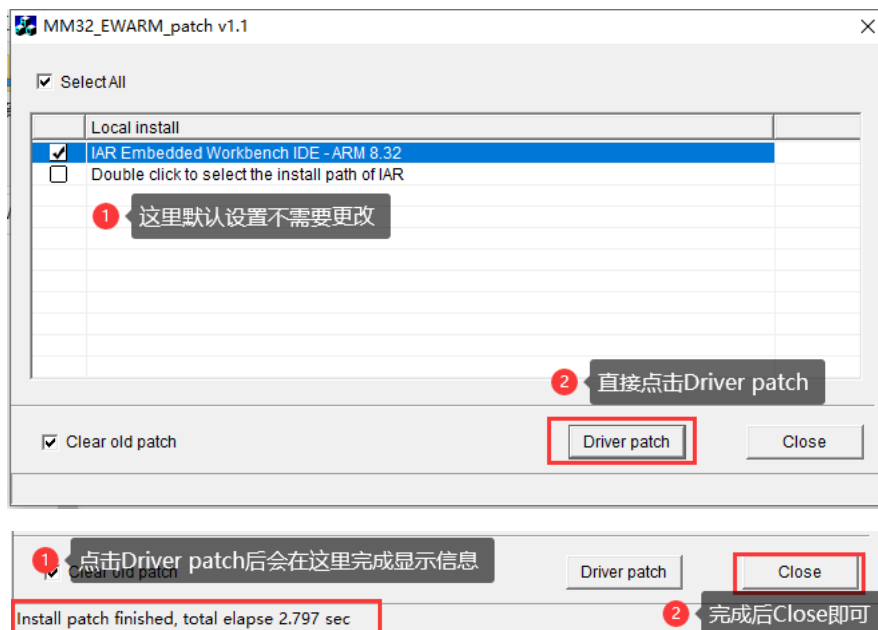 MM32_EWARM_patch v1.1
Select All
Local install
IAR Embedded Workbench IDE - ARM 8.32
Double click to select the install path of IAR
1 这里默认设置不需要更改
2 直接点击Driver patch
Clear old patch
Driver patch
Close
1 点击Driver patch后会在这里完成显示信息
Clear old patch
Driver patch
Close
Install patch finished, total elapse 2.797 sec
2 完成后Close即可